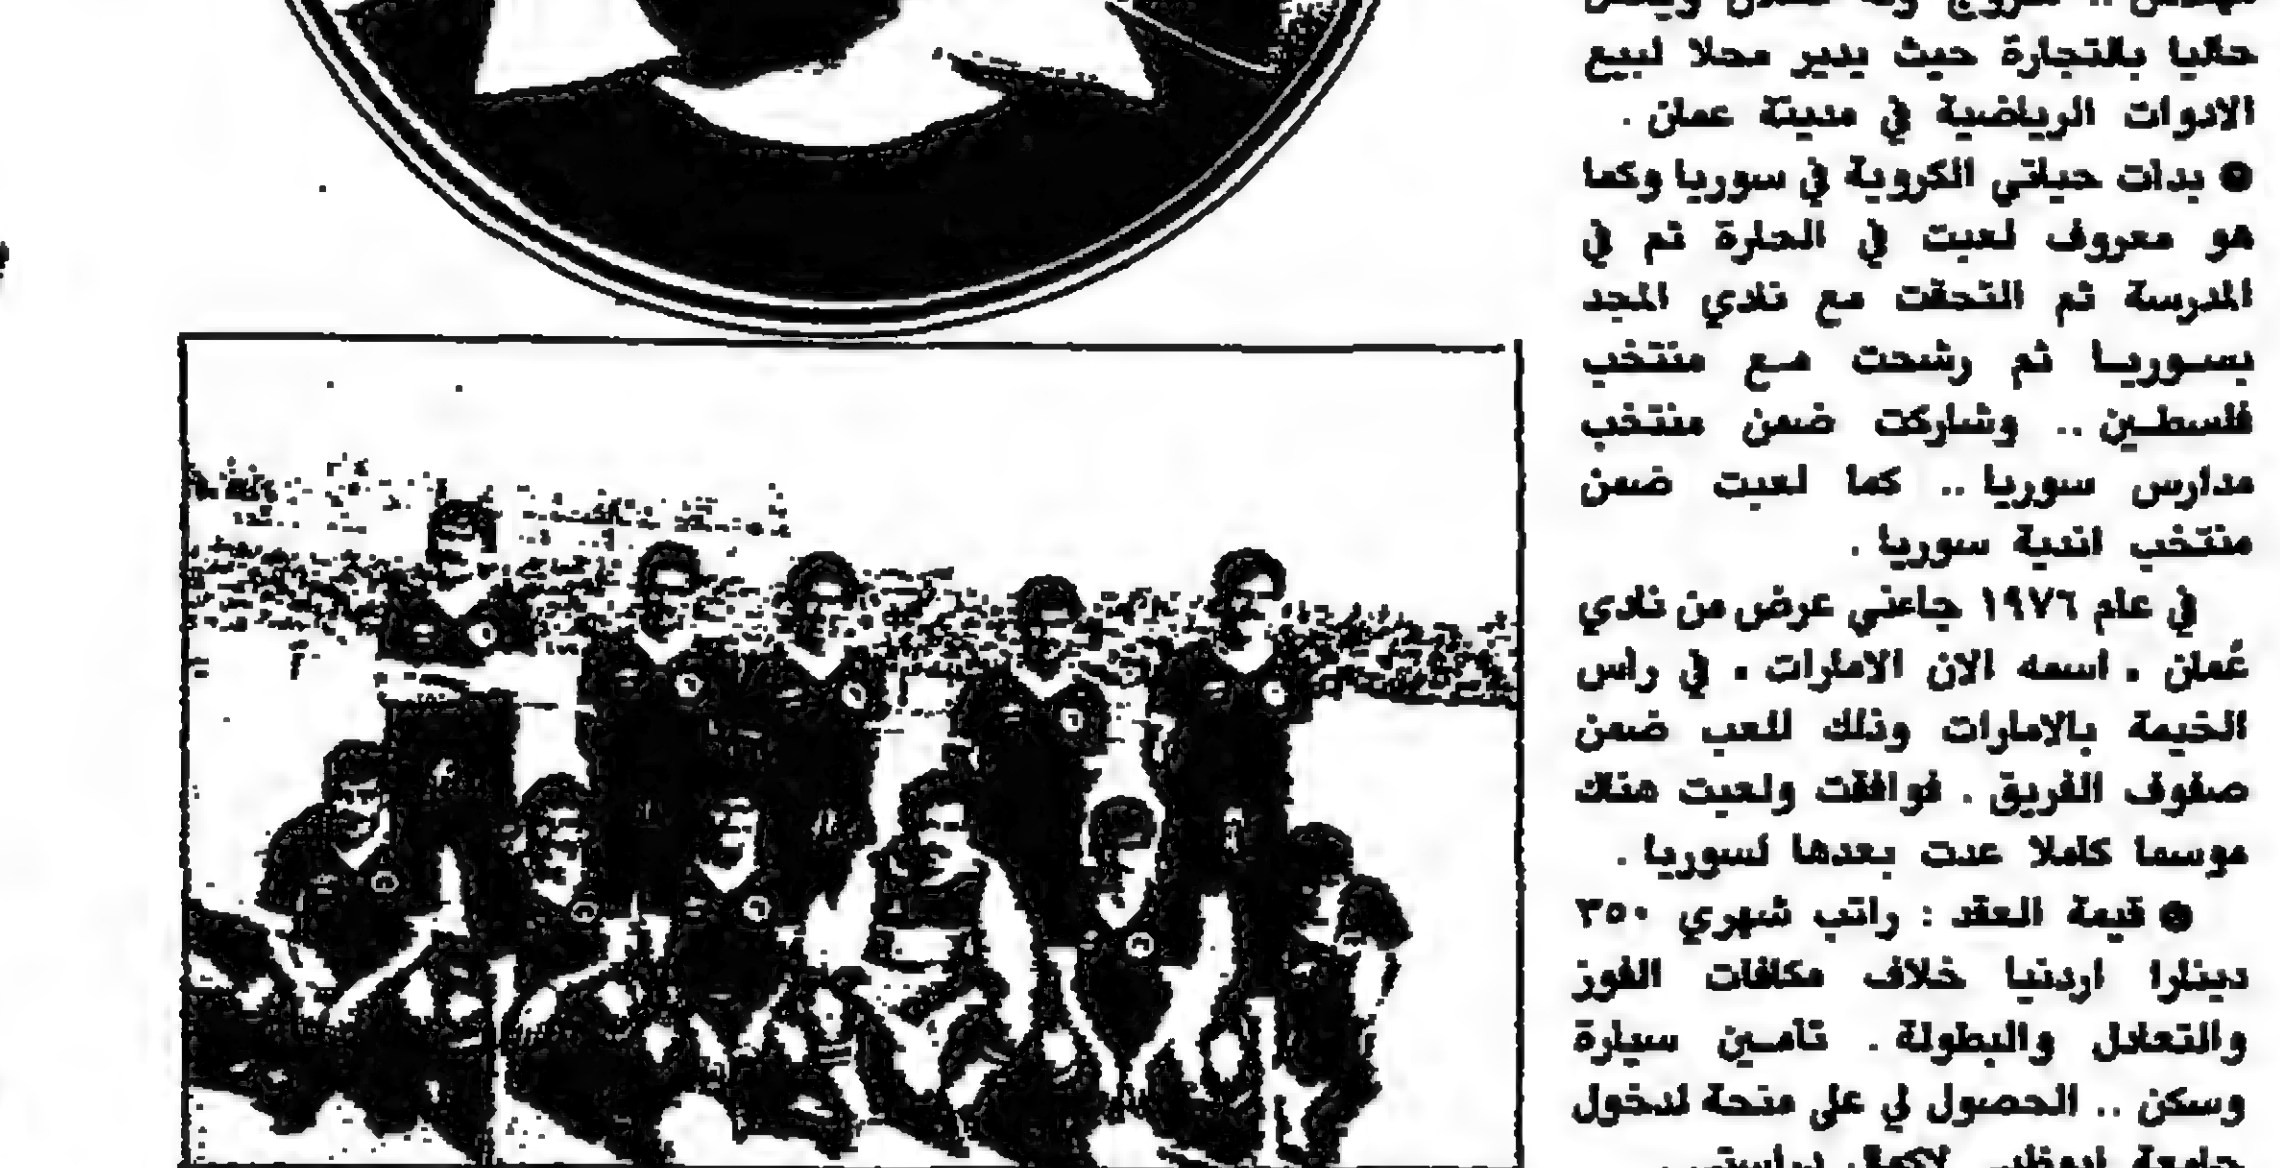 حاليا بالتجارة حيث يدير محلا لبيع
الادوات الرياضية في مدينة عمان .
● بدات حياتي الكروية في سوريا وكما
هو معروف لعبت في الحارة ثم في
المدرسة ثم التحقت مع نادي المجد
بسوريا ثم رشحت مع منتخب
فلسطين .. وشاركت ضمن منتخب
مدارس سوريا .. كما لعبت ضمن
منتخب اندية سوريا .
في عام ١٩٧٦ جاءني عرض من نادي
عُمان . اسمه الان الامارات . في راس
الخيمة بالامارات وذلك للعب ضمن
صفوف الفريق . فوافقت ولعبت هناك
موسما كاملا عدت بعدها لسوريا .
● قيمة العقد : راتب شهري ٣٥٠
دينارا اردنيا خلاف مكافات الفوز
والتعادل والبطولة . تامين سيارة
وسكن .. الحصول لي على منحة لدخول